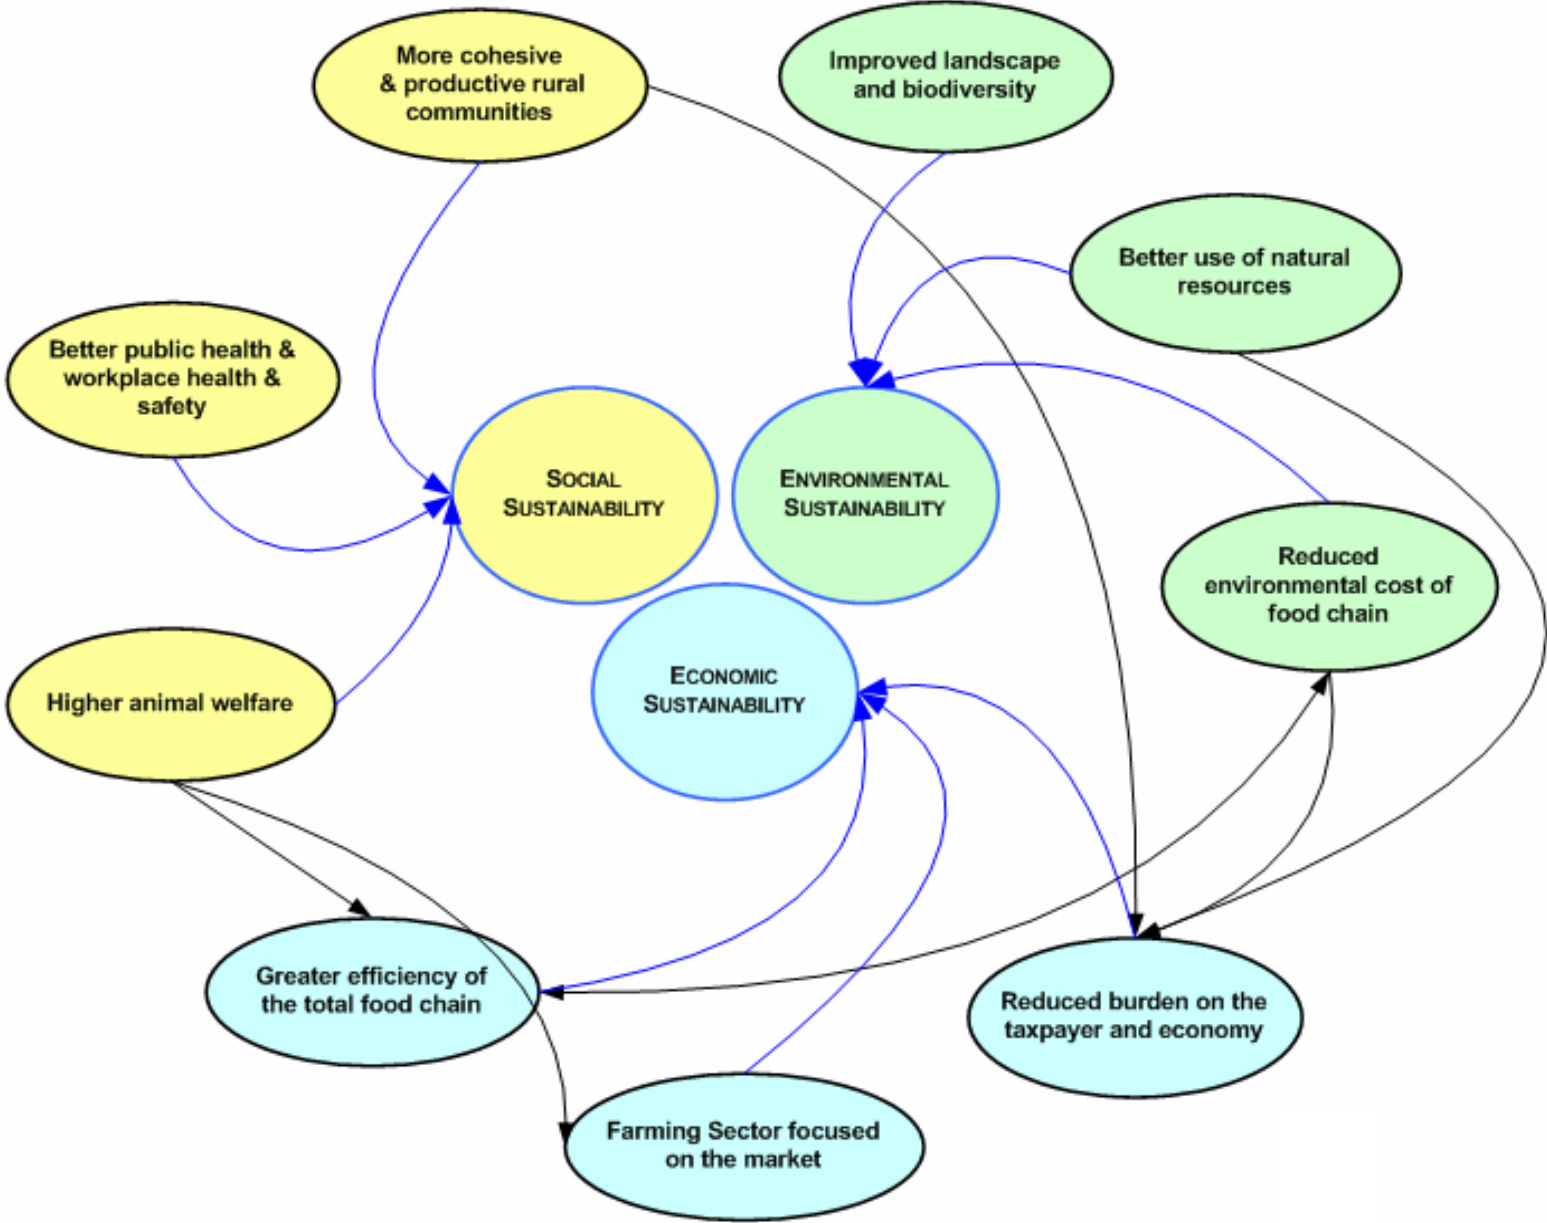 More cohesive
& productive rural
communities
Improved landscape
and biodiversity
Better use of natural
resources
Better public health &
workplace health &
safety
SOCIAL
SUSTAINABILITY
ENVIRONMENTAL
SUSTAINABILITY
Reduced
environmental cost of
food chain
Higher animal welfare
ECONOMIC
SUSTAINABILITY
Greater efficiency of
the total food chain
Reduced burden on the
taxpayer and economy
Farming Sector focused
on the market